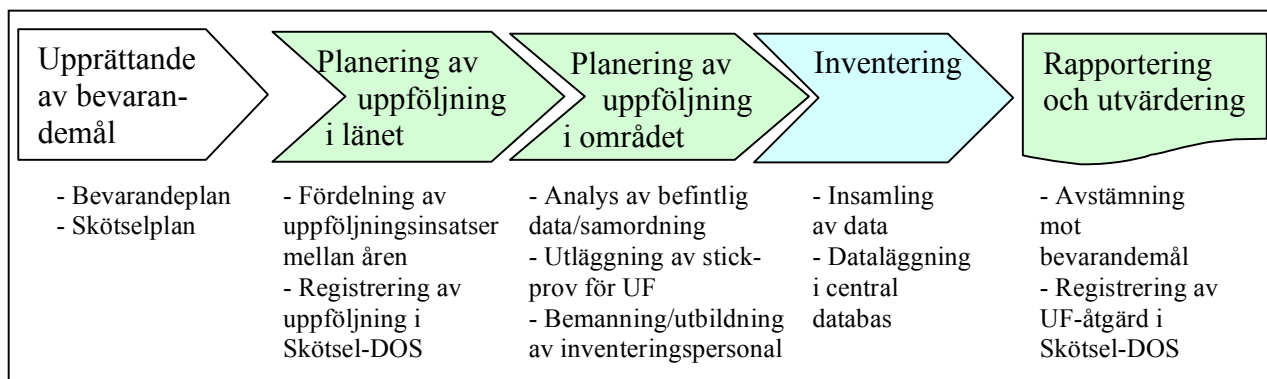 Upprättande
av bevaran-
demål
- Bevarandeplan
- Skötselplan
Planering av
uppföljning
i länet
- Fördelning av
uppföljningsinsatser
mellan åren
- Registrering av
uppföljning i
Skötsel-DOS
Planering av
uppföljning
i området
- Analys av befintlig
data/samordning
- Utläggning av stick-
prov för UF
- Bemanning/utbildning
av inventeringspersonal
Inventering
- Insamling
av data
- Dataläggning
i central
databas
Rapportering
och utvärdering
- Avstämning
mot
bevarandemål
- Registrering av
UF-åtgärd i
Skötsel-DOS